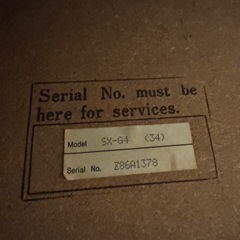 Serial No. must be
here for services.
Model SX-G4 (34)
Serial No. Z86A1378